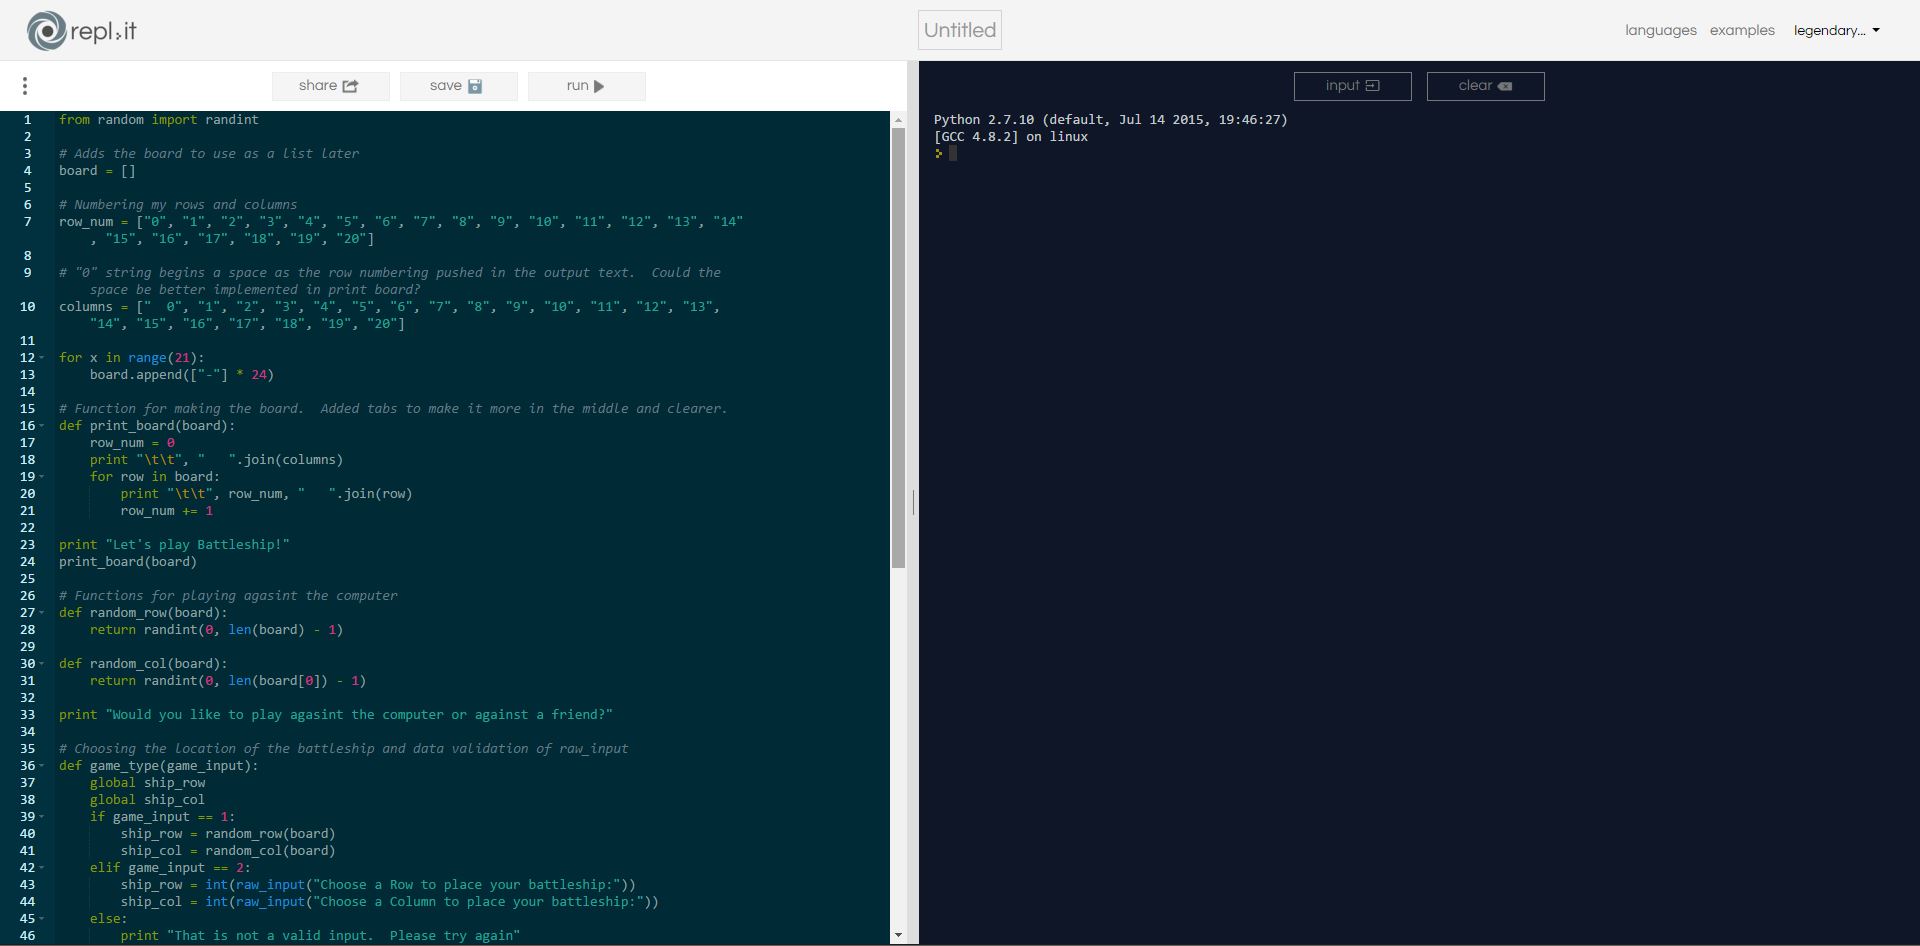 repl.it
Untitled
languages examples legendary...
share save run
input clear
1 from random import randint
2
3 # Adds the board to use as a list later
4 board = []
5
6 # Numbering my rows and columns
7 row_num = ["0", "1", "2", "3", "4", "5", "6", "7", "8", "9", "10", "11", "12", "13", "14"
, "15", "16", "17", "18", "19", "20"]
8
9 # "0" string begins a space as the row numbering pushed in the output text.  Could the
space be better implemented in print board?
10 columns = ["  0", "1", "2", "3", "4", "5", "6", "7", "8", "9", "10", "11", "12", "13",
"14", "15", "16", "17", "18", "19", "20"]
11
12 for x in range(21):
13     board.append(["-"] * 24)
14
15 # Function for making the board.  Added tabs to make it more in the middle and clearer.
16 def print_board(board):
17     row_num = 0
18     print "\t\t", "   ".join(columns)
19     for row in board:
20         print "\t\t", row_num, "   ".join(row)
21         row_num += 1
22
23 print "Let's play Battleship!"
24 print_board(board)
25
26 # Functions for playing agasint the computer
27 def random_row(board):
28     return randint(0, len(board) - 1)
29
30 def random_col(board):
31     return randint(0, len(board[0]) - 1)
32
33 print "Would you like to play agasint the computer or against a friend?"
34
35 # Choosing the location of the battleship and data validation of raw_input
36 def game_type(game_input):
37     global ship_row
38     global ship_col
39     if game_input == 1:
40         ship_row = random_row(board)
41         ship_col = random_col(board)
42     elif game_input == 2:
43         ship_row = int(raw_input("Choose a Row to place your battleship:"))
44         ship_col = int(raw_input("Choose a Column to place your battleship:"))
45     else:
46         print "That is not a valid input.  Please try again"
Python 2.7.10 (default, Jul 14 2015, 19:46:27)
[GCC 4.8.2] on linux